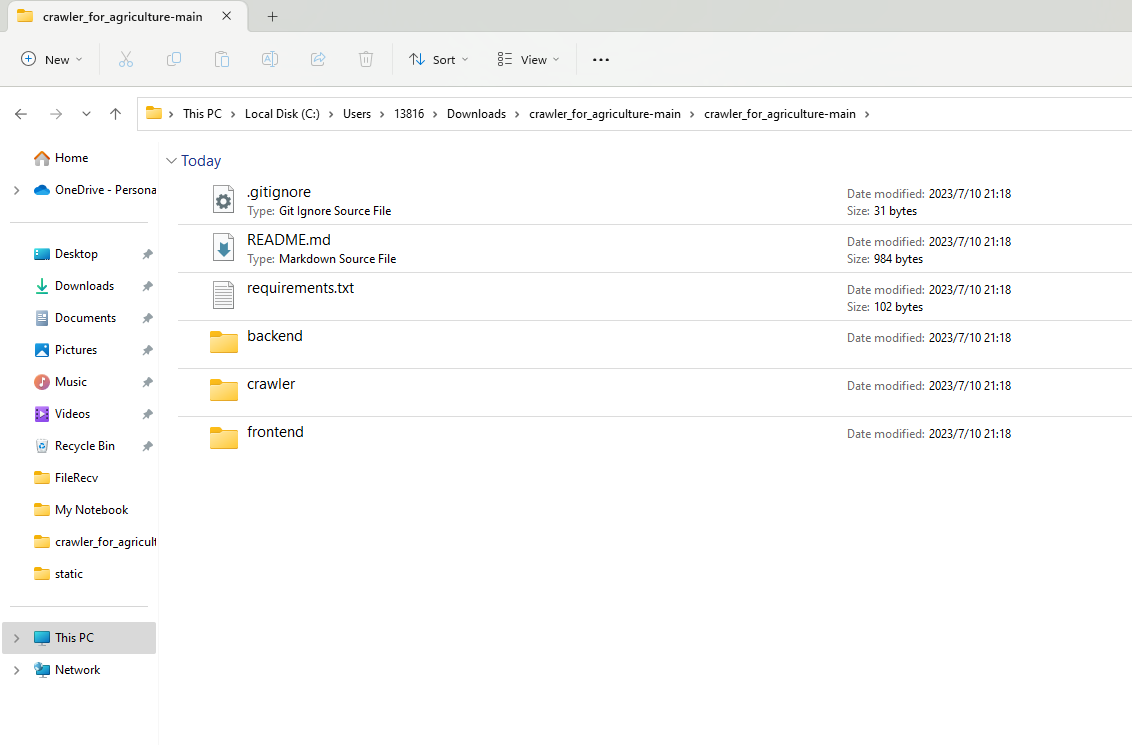 crawler_for_agriculture-main
New
Sort
View
This PC > Local Disk (C:) > Users > 13816 > Downloads > crawler_for_agriculture-main > crawler_for_agriculture-main >
Home
OneDrive - Persona
Desktop
Downloads
Documents
Pictures
Music
Videos
Recycle Bin
FileRecv
My Notebook
crawler_for_agricult
static
This PC
Network
Today
.gitignore
Type: Git Ignore Source File
Date modified: 2023/7/10 21:18
Size: 31 bytes
README.md
Type: Markdown Source File
Date modified: 2023/7/10 21:18
Size: 984 bytes
requirements.txt
Date modified: 2023/7/10 21:18
Size: 102 bytes
backend
Date modified: 2023/7/10 21:18
crawler
Date modified: 2023/7/10 21:18
frontend
Date modified: 2023/7/10 21:18